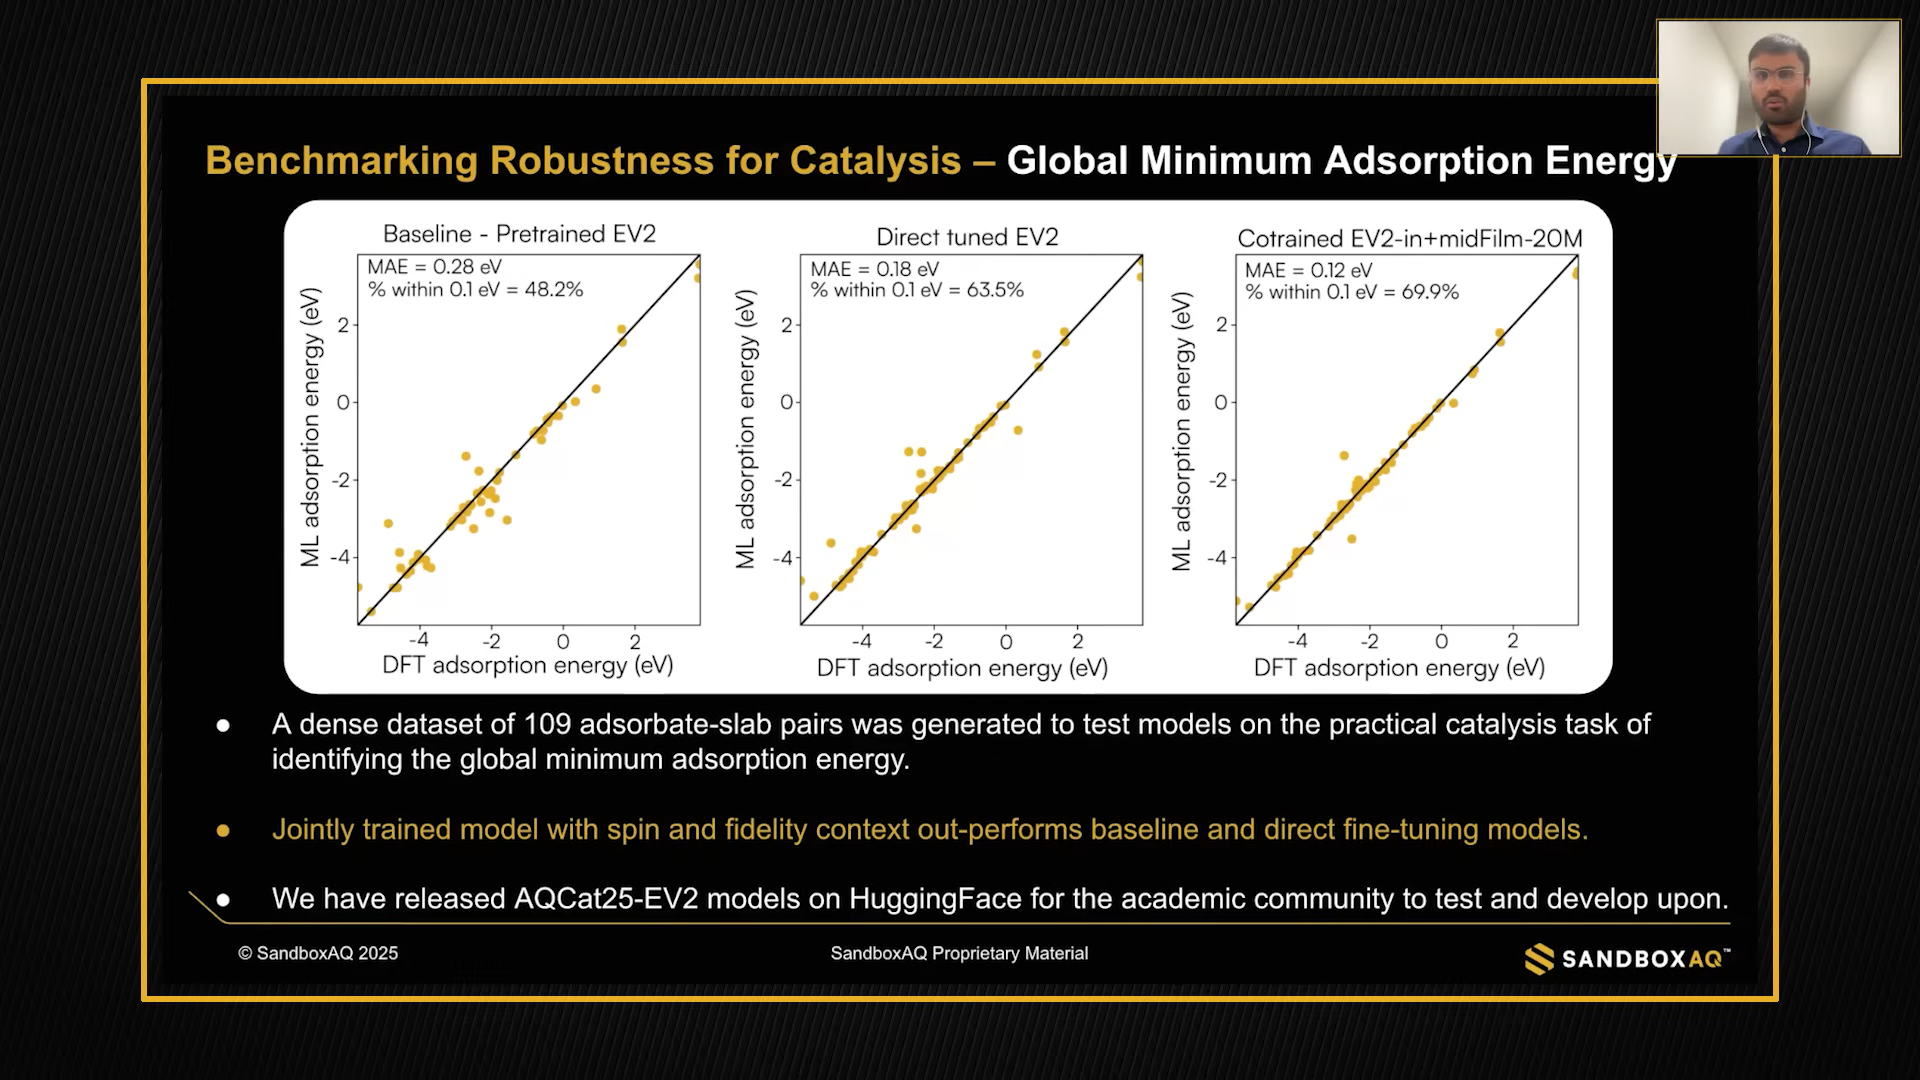 Benchmarking Robustness for Catalysis – Global Minimum Adsorption Energy
Baseline - Pretrained EV2
MAE = 0.28 eV
% within 0.1 eV = 48.2%
ML adsorption energy (eV)
2
0
-2
-4
-4 -2 0 2
DFT adsorption energy (eV)
Direct tuned EV2
MAE = 0.18 eV
% within 0.1 eV = 63.5%
ML adsorption energy (eV)
2
0
-2
-4
-4 -2 0 2
DFT adsorption energy (eV)
Cotrained EV2-in+midFilm-20M
MAE = 0.12 eV
% within 0.1 eV = 69.9%
ML adsorption energy (eV)
2
0
-2
-4
-4 -2 0 2
DFT adsorption energy (eV)
● A dense dataset of 109 adsorbate-slab pairs was generated to test models on the practical catalysis task of
identifying the global minimum adsorption energy.
● Jointly trained model with spin and fidelity context out-performs baseline and direct fine-tuning models.
● We have released AQCat25-EV2 models on HuggingFace for the academic community to test and develop upon.
© SandboxAQ 2025
SandboxAQ Proprietary Material
SANDBOXAQ™